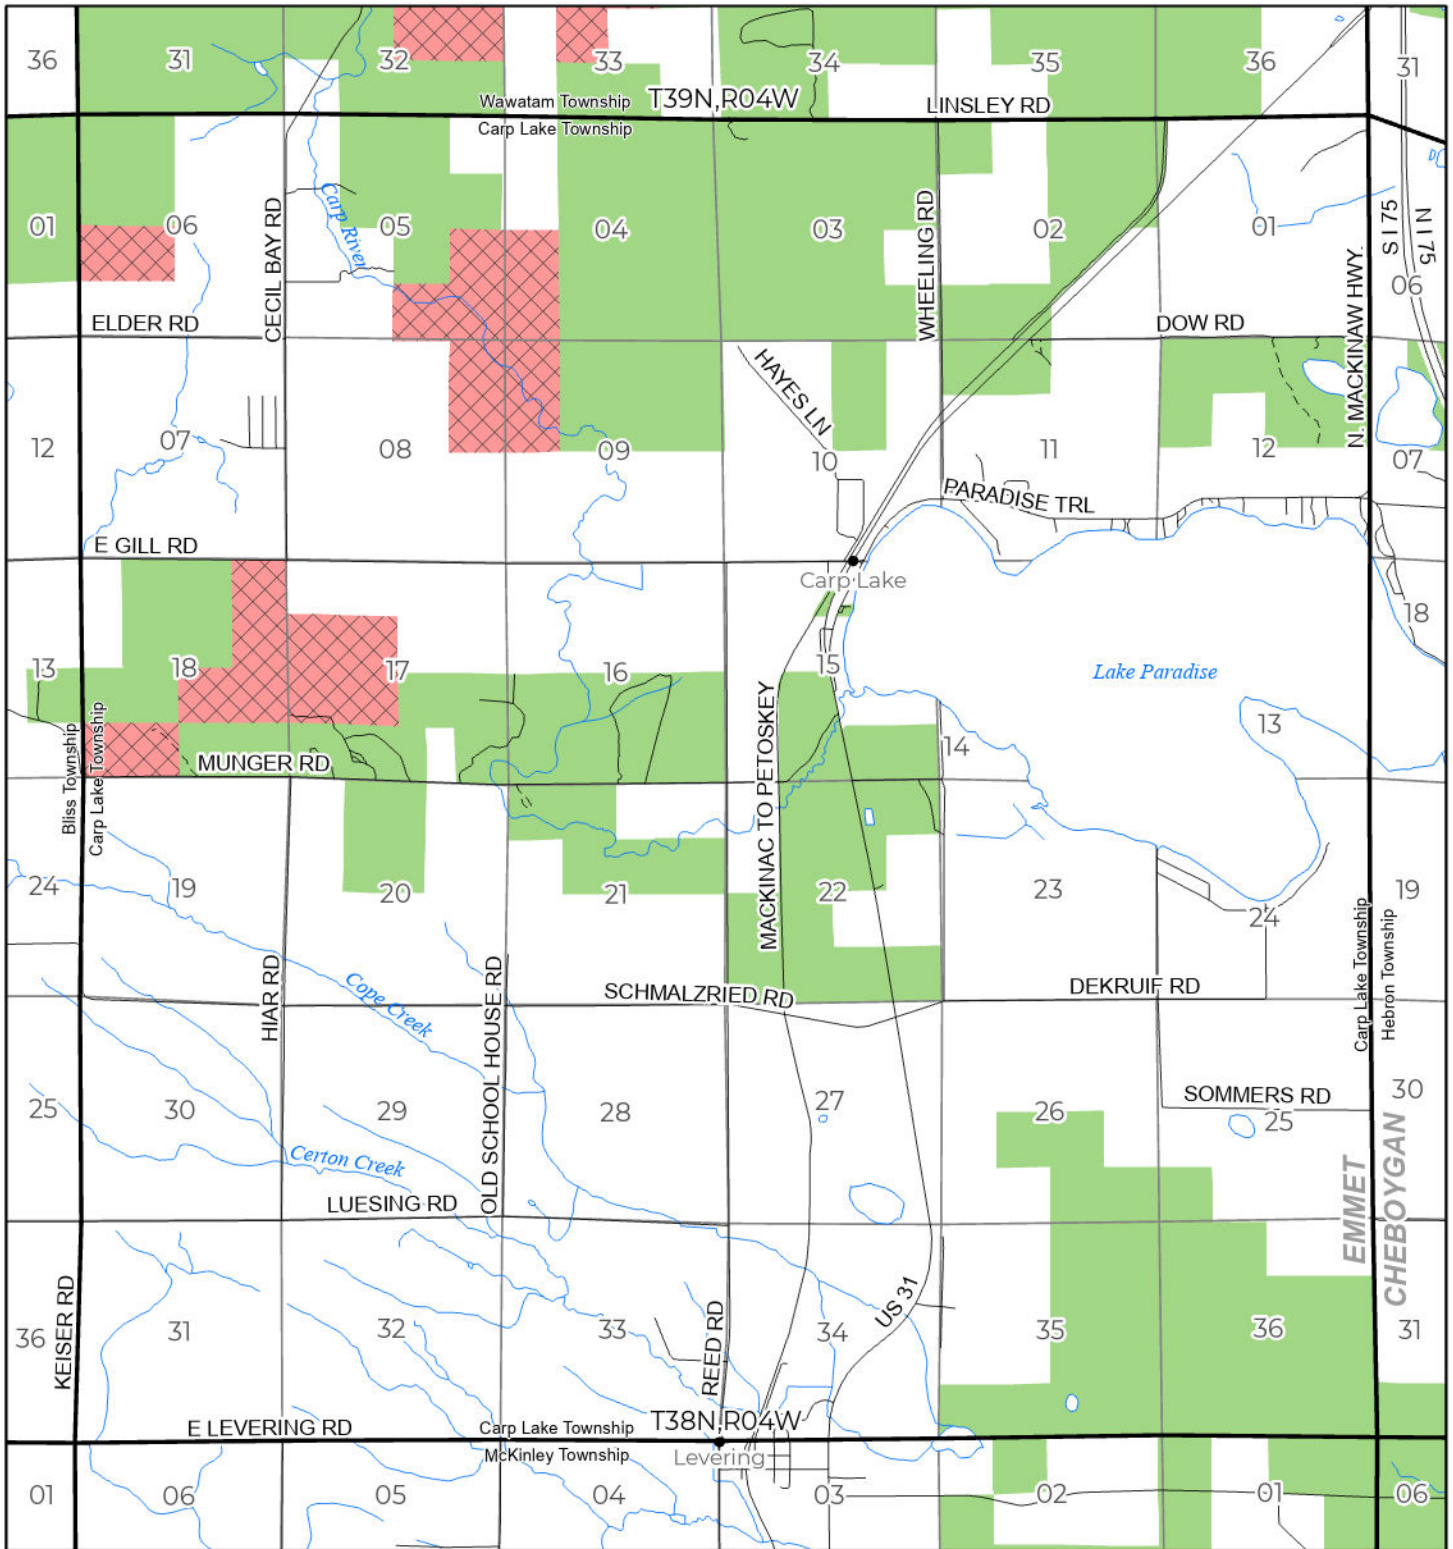 36
31
32
33
34
35
36
31
Wawatam Township
T39N,R04W
LINSLEY RD
Carp Lake Township
01
06
05
04
03
02
01
06
Carp River
CECIL BAY RD
WHEELING RD
S I 75
N I 75
N. MACKINAW HWY.
ELDER RD
DOW RD
HAYES LN
12
07
08
09
10
11
12
07
PARADISE TRL
E GILL RD
Carp Lake
18
13
18
17
16
15
Lake Paradise
14
13
MUNGER RD
Bliss Township
Carp Lake Township
MACKINAC TO PETOSKEY
24
19
20
21
22
23
24
19
Carp Lake Township
Hebron Township
HIAR RD
Cope Creek
OLD SCHOOL HOUSE RD
SCHMALZRIED RD
DEKRUIF RD
25
30
29
28
27
26
SOMMERS RD
25
30
Certon Creek
LUESING RD
EMMET
CHEBOYGAN
KEISER RD
36
31
32
33
REED RD
34
US 31
35
36
31
E LEVERING RD
Carp Lake Township
T38N,R04W
McKinley Township
Levering
01
06
05
04
03
02
01
06